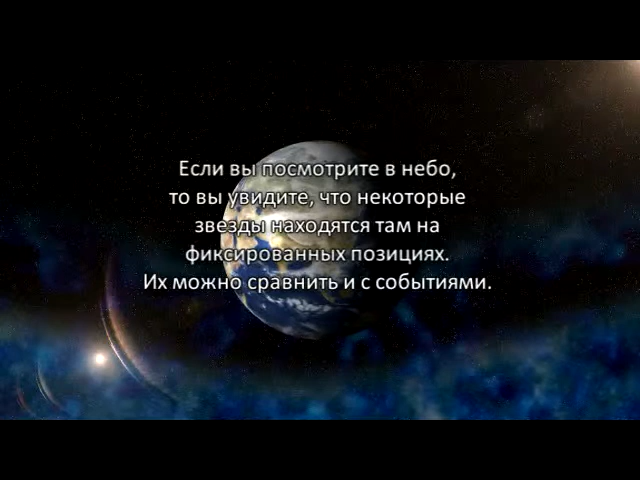 Если вы посмотрите в небо,
то вы увидите, что некоторые
звезды находятся там на
фиксированных позициях.
Их можно сравнить и с событиями.